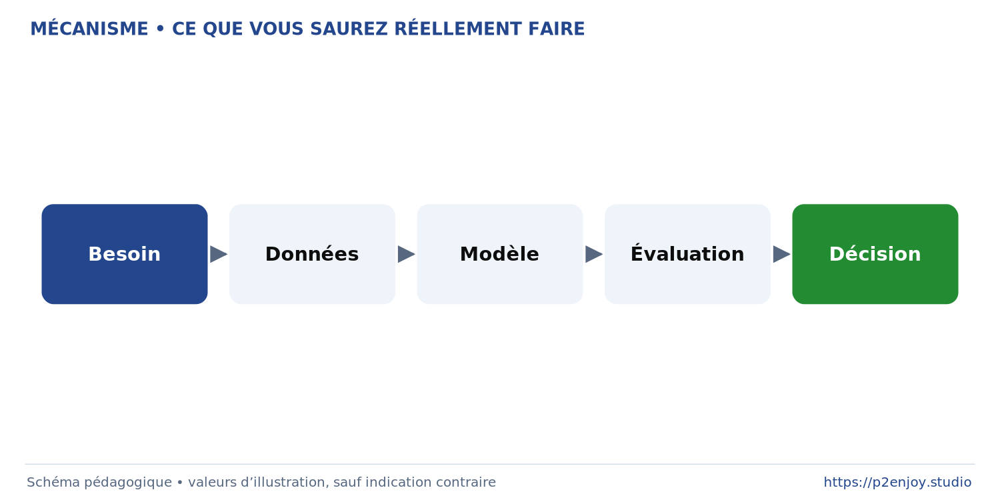 MÉCANISME • CE QUE VOUS SAUREZ RÉELLEMENT FAIRE
Besoin
Données
Modèle
Évaluation
Décision
Schéma pédagogique • valeurs d’illustration, sauf indication contraire
https://p2enjoy.studio